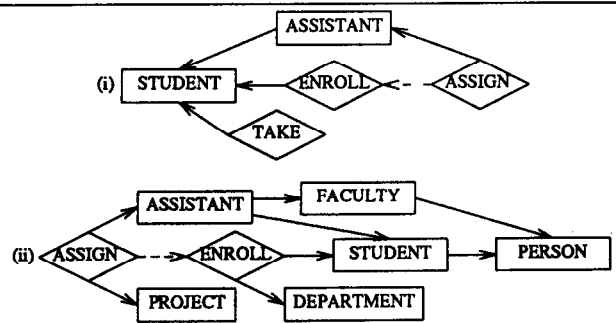 ASSISTANT
(i) STUDENT ENROLL ASSIGN
TAKE
ASSISTANT FACULTY
(ii) ASSIGN ENROLL STUDENT PERSON
PROJECT DEPARTMENT